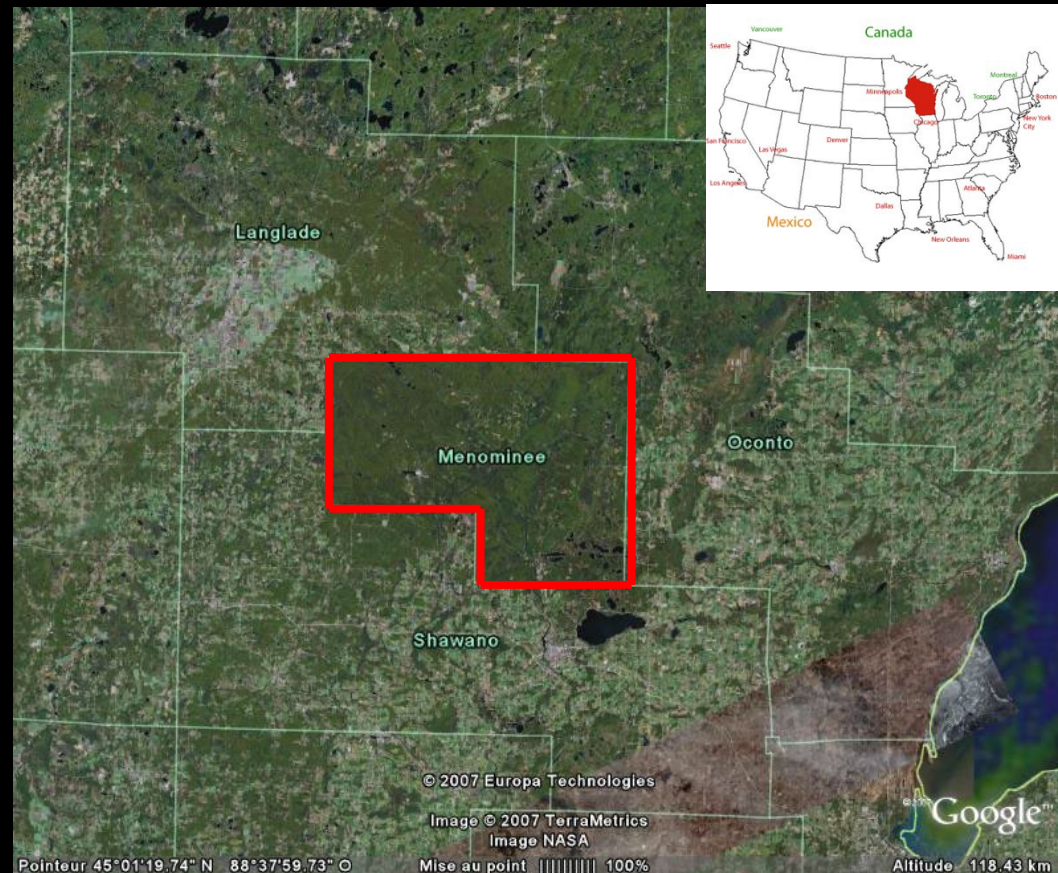 Canada
Vancouver
Seattle
Montreal
Minneapolis
Toronto
Boston
Chicago
New York
City
San Francisco
Las Vegas
Denver
Los Angeles
Atlanta
Dallas
Mexico
New Orleans
Miami
Langlade
Menominee
Oconto
Shawano
© 2007 Europa Technologies
Image © 2007 TerraMetrics
Image NASA
Google
Pointeur 45°01'19.74" N 88°37'59.73" O Mise au point |||||||||| 100% Altitude 118.43 km